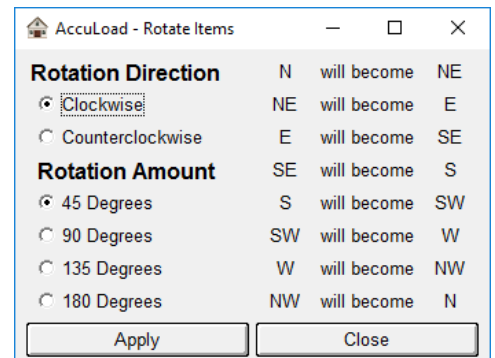 AccuLoad - Rotate Items
Rotation Direction N will become NE
Clockwise NE will become E
Counterclockwise E will become SE
Rotation Amount SE will become S
45 Degrees S will become SW
90 Degrees SW will become W
135 Degrees W will become NW
180 Degrees NW will become N
Apply Close